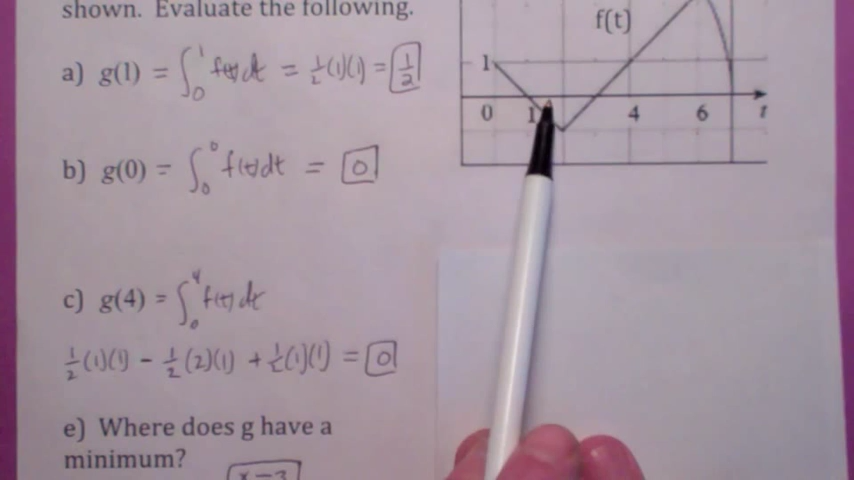 shown. Evaluate the following.
a) g(1) = ∫₀¹ f(t)dt = ½(1)(1) = ½
b) g(0) = ∫₀⁰ f(t)dt = 0
c) g(4) = ∫₀⁴ f(t)dt
½(1)(1) - ½(2)(1) + ½(1)(1) = 0
e) Where does g have a
minimum?
x=3
f(t)
1
0 1 4 6 t